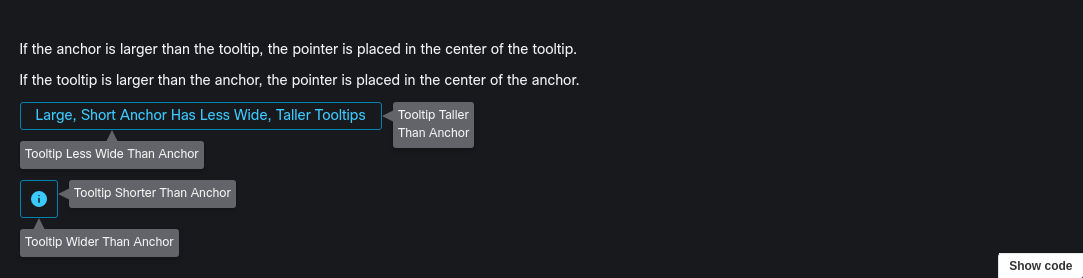 If the anchor is larger than the tooltip, the pointer is placed in the center of the tooltip.
If the tooltip is larger than the anchor, the pointer is placed in the center of the anchor.
Large, Short Anchor Has Less Wide, Taller Tooltips
Tooltip Taller
Than Anchor
Tooltip Less Wide Than Anchor
Tooltip Shorter Than Anchor
Tooltip Wider Than Anchor
Show code